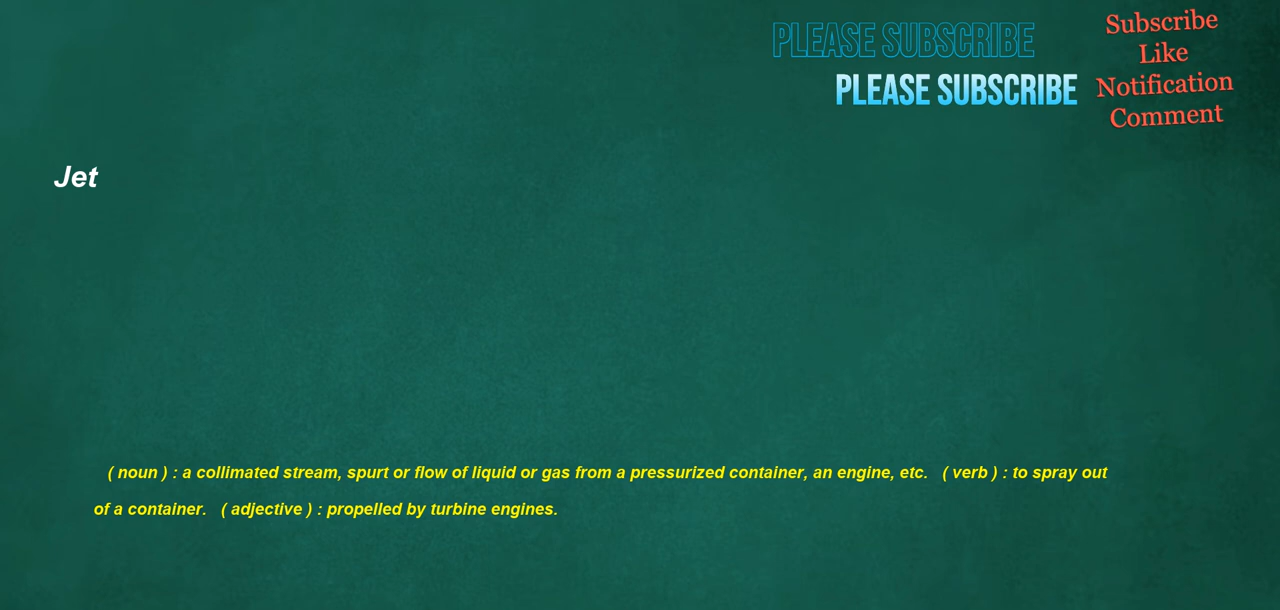 PLEASE SUBSCRIBE
PLEASE SUBSCRIBE
Subscribe
Like
Notification
Comment
Jet
( noun ) : a collimated stream, spurt or flow of liquid or gas from a pressurized container, an engine, etc. ( verb ) : to spray out
of a container. ( adjective ) : propelled by turbine engines.